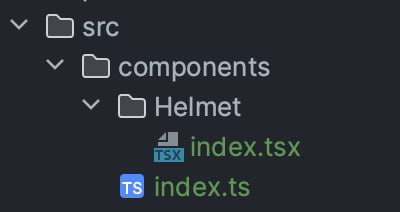 src
components
Helmet
TSX index.tsx
TS index.ts